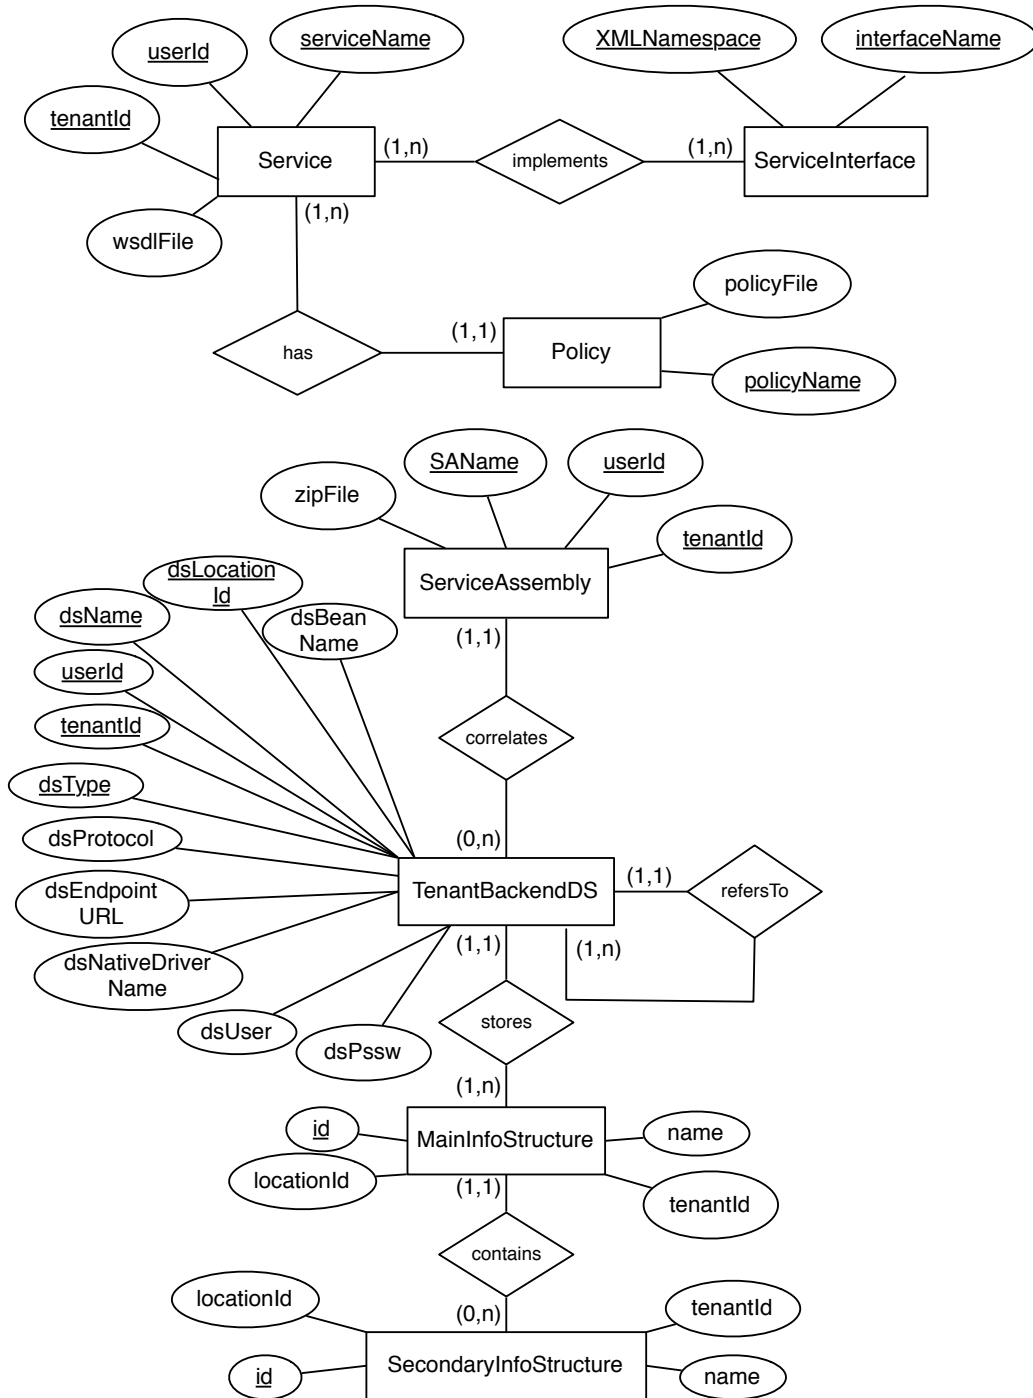 serviceName
userId
XMLNamespace
interfaceName
tenantId
Service
(1,n)
implements
(1,n)
ServiceInterface
(1,n)
wsdlFile
policyFile
has
(1,1)
Policy
policyName
SAName
userId
zipFile
tenantId
ServiceAssembly
dsLocation
Id
dsBean
Name
dsName
(1,1)
userId
tenantId
correlates
dsType
(0,n)
dsProtocol
TenantBackendDS
(1,1)
refersTo
dsEndpoint
URL
(1,1)
(1,n)
dsNativeDriver
Name
dsUser
dsPssw
stores
(1,n)
id
MainInfoStructure
name
locationId
(1,1)
tenantId
contains
locationId
(0,n)
tenantId
id
SecondaryInfoStructure
name